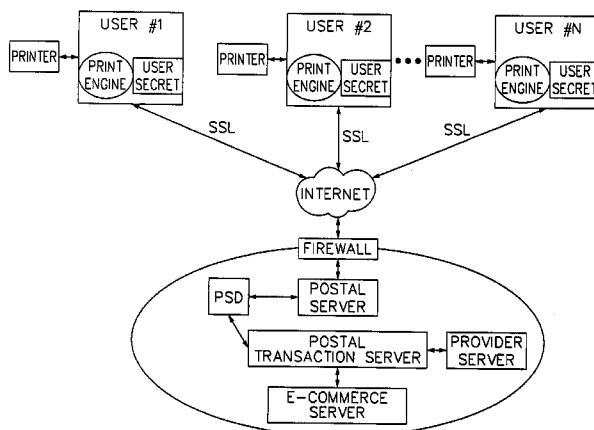 USER #1
USER #2
USER #N
PRINTER
PRINT ENGINE
USER SECRET
PRINTER
PRINT ENGINE
USER SECRET
PRINTER
PRINT ENGINE
USER SECRET
SSL
SSL
SSL
INTERNET
FIREWALL
PSD
POSTAL
SERVER
POSTAL
TRANSACTION SERVER
PROVIDER
SERVER
E-COMMERCE
SERVER